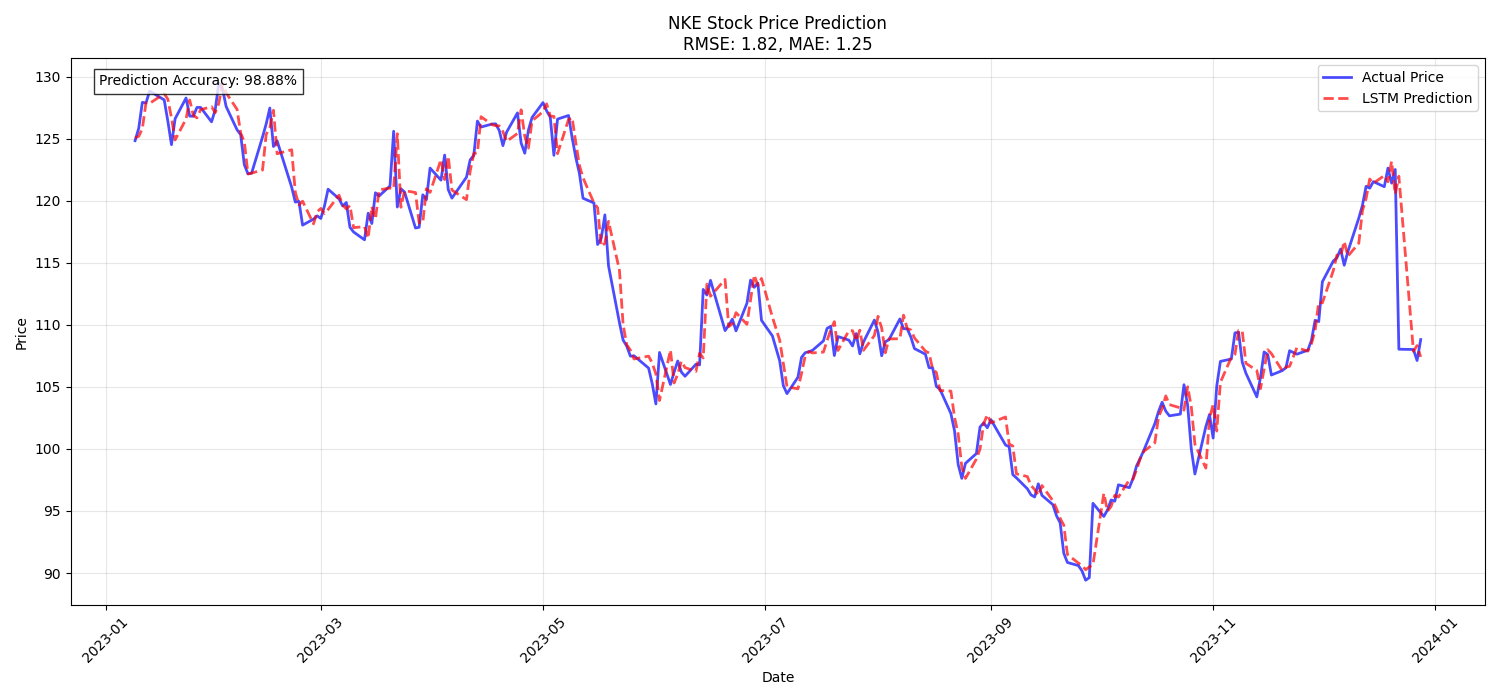 NKE Stock Price Prediction
RMSE: 1.82, MAE: 1.25
Prediction Accuracy: 98.88%
Actual Price
LSTM Prediction
Price
130
125
120
115
110
105
100
95
90
2023-01
2023-03
2023-05
2023-07
2023-09
2023-11
2024-01
Date